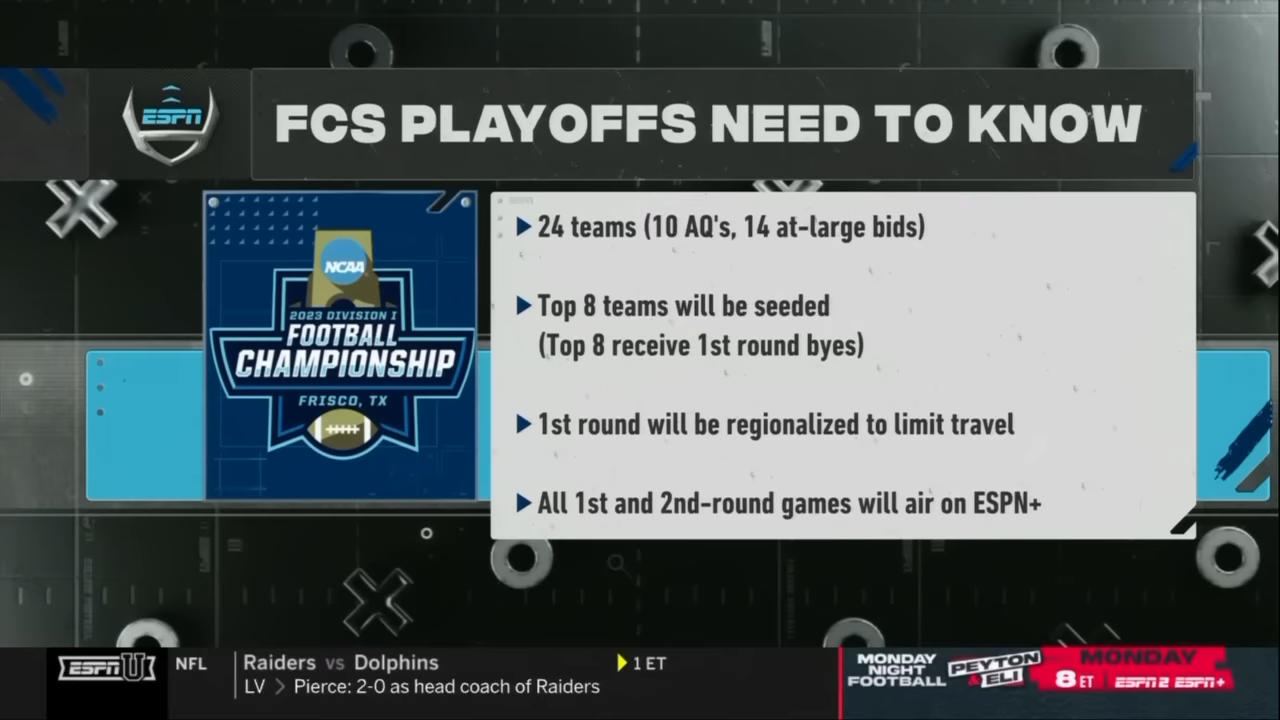 ESPN
FCS PLAYOFFS NEED TO KNOW
NCAA
2023 DIVISION I
FOOTBALL
CHAMPIONSHIP
FRISCO, TX
24 teams (10 AQ's, 14 at-large bids)
Top 8 teams will be seeded
(Top 8 receive 1st round byes)
1st round will be regionalized to limit travel
All 1st and 2nd-round games will air on ESPN+
ESPNU
NFL
Raiders vs Dolphins
1 ET
LV > Pierce: 2-0 as head coach of Raiders
MONDAY
NIGHT
FOOTBALL
PEYTON
& ELI
MONDAY
8 ET
ESPN 2 ESPN+